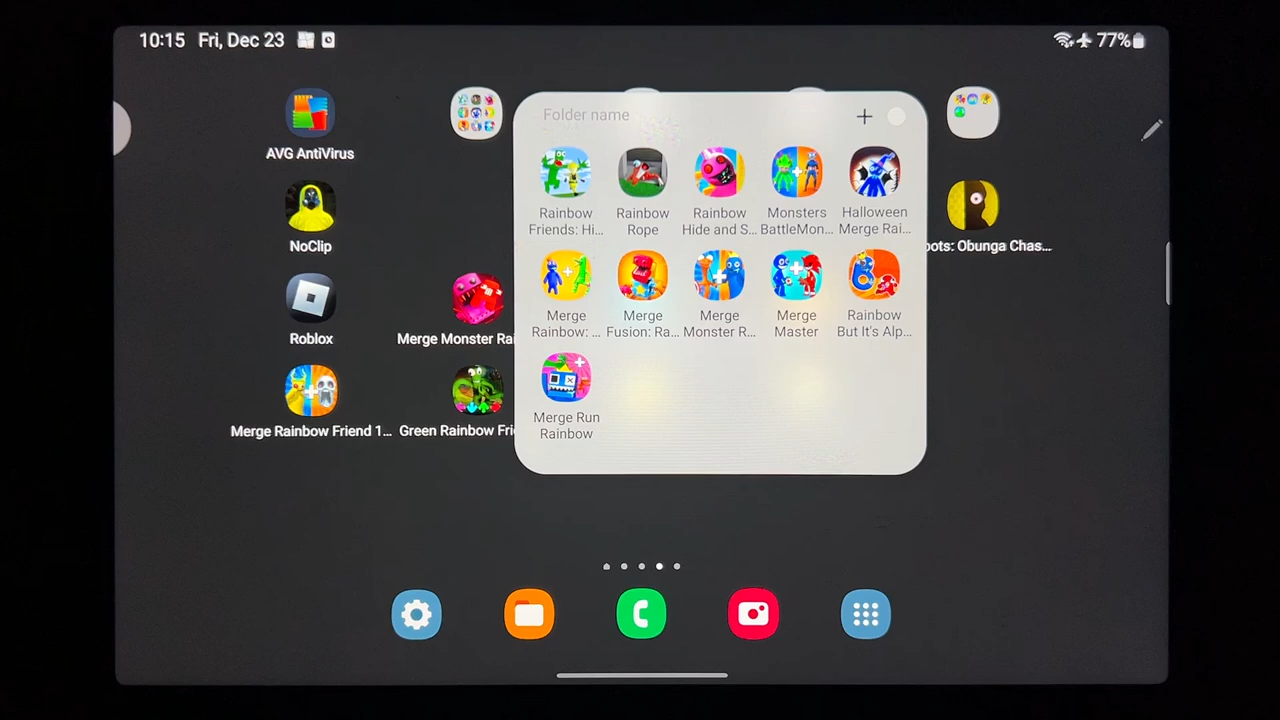 10:15 Fri, Dec 23
77%
AVG AntiVirus
NoClip
Roblox
Merge Monster Rai
Merge Rainbow Friend 1...
Green Rainbow Frie
Folder name
Rainbow
Friends: Hi...
Rainbow
Rope
Rainbow
Hide and S...
Monsters
BattleMon...
Halloween
Merge Rai...
Merge
Rainbow: ...
Merge
Fusion: Ra...
Merge
Monster R...
Merge
Master
Rainbow
But It's Alp...
Merge Run
Rainbow
oots: Obunga Chas...